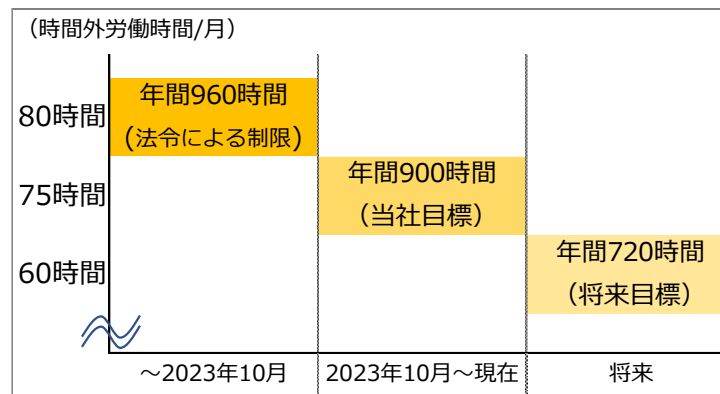 （時間外労働時間/月）
80時間
年間960時間
(法令による制限)
75時間
年間900時間
（当社目標）
60時間
年間720時間
（将来目標）
～2023年10月
2023年10月～現在
将来